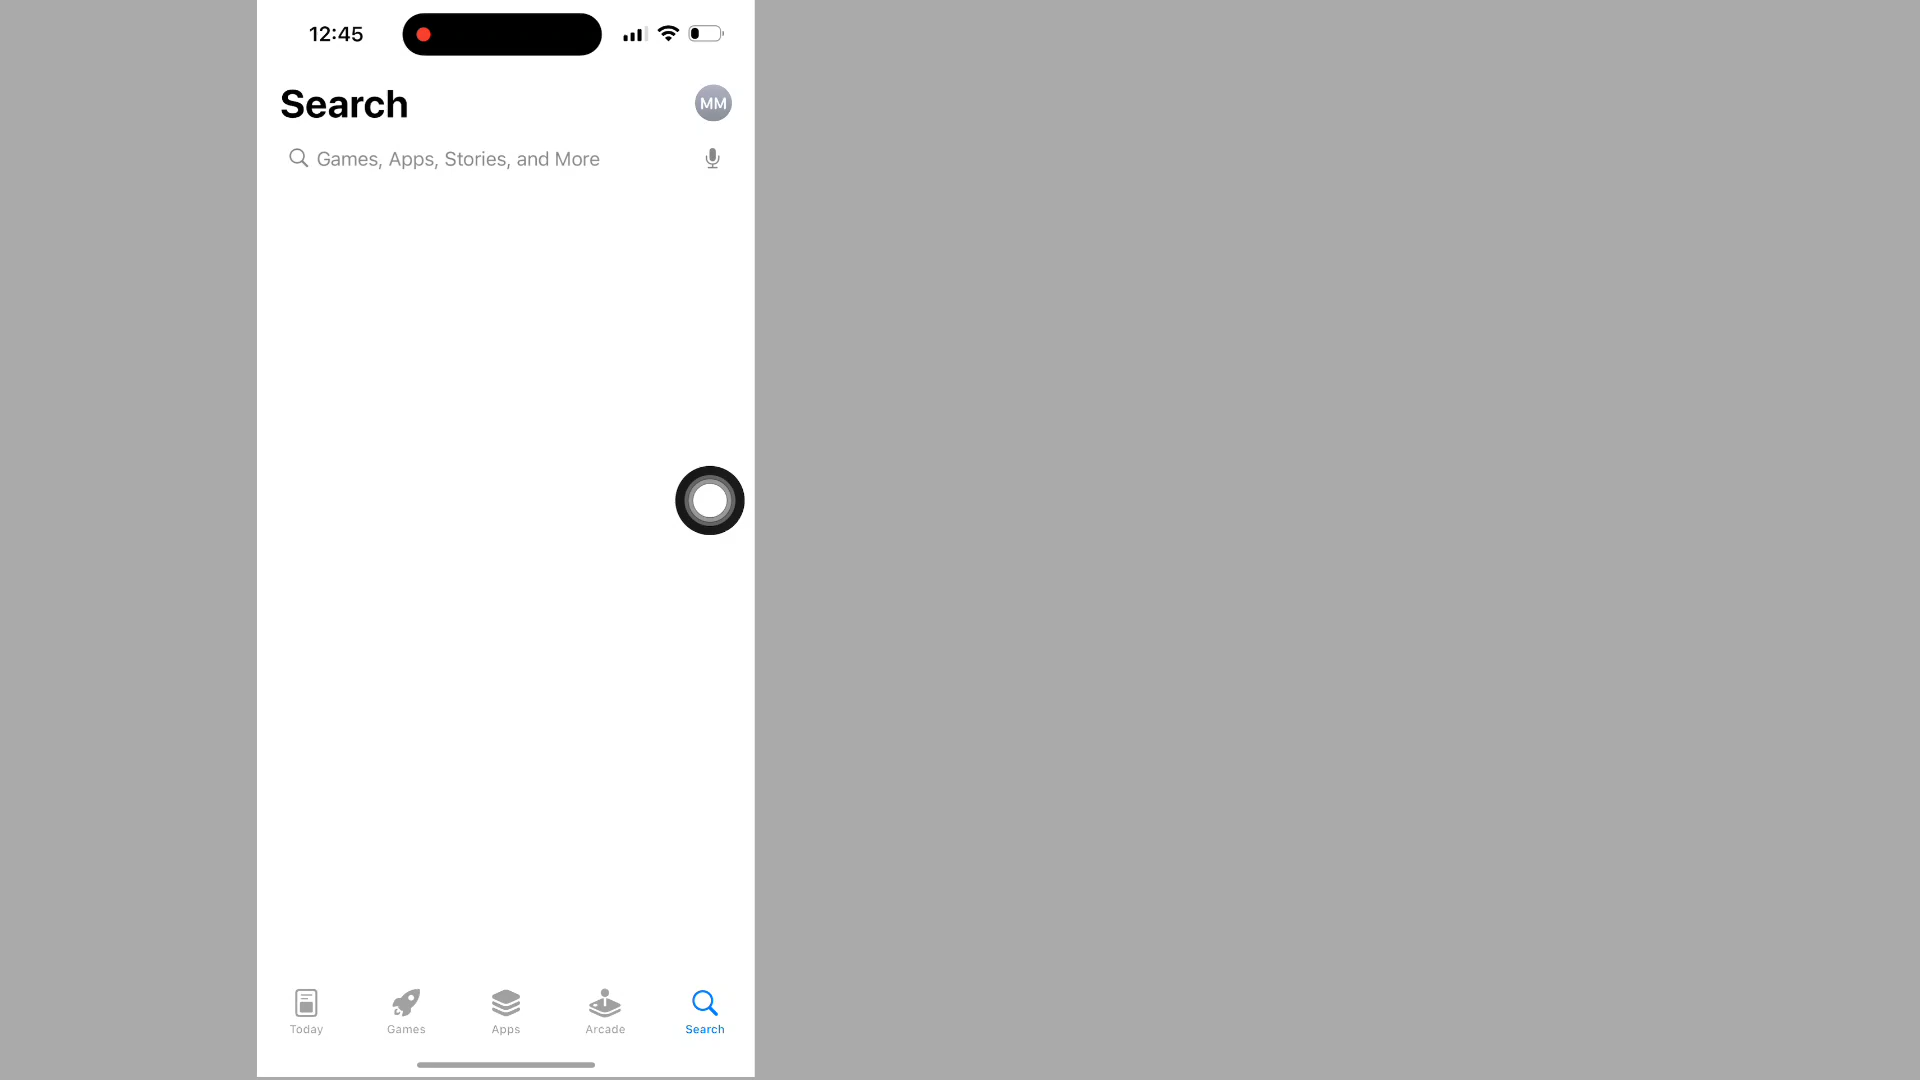 12:45
Search
MM
Games, Apps, Stories, and More
Today
Games
Apps
Arcade
Search